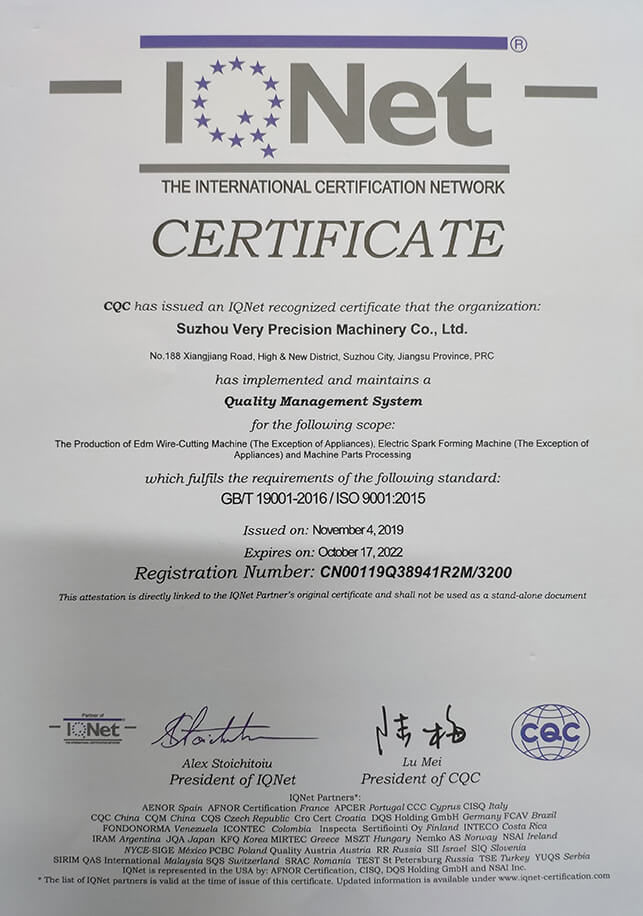 IQNet ®
THE INTERNATIONAL CERTIFICATION NETWORK
CERTIFICATE
CQC has issued an IQNet recognized certificate that the organization:
Suzhou Very Precision Machinery Co., Ltd.
No.188 Xiangjiang Road, High & New District, Suzhou City, Jiangsu Province, PRC
has implemented and maintains a
Quality Management System
for the following scope:
The Production of Edm Wire-Cutting Machine (The Exception of Appliances), Electric Spark Forming Machine (The Exception of
Appliances) and Machine Parts Processing
which fulfils the requirements of the following standard:
GB/T 19001-2016 / ISO 9001:2015
Issued on: November 4, 2019
Expires on: October 17, 2022
Registration Number: CN00119Q38941R2M/3200
This attestation is directly linked to the IQNet Partner's original certificate and shall not be used as a stand-alone document
Partner of
IQNet
THE INTERNATIONAL CERTIFICATION NETWORK
陆梅
CQC
Alex Stoichitoiu
President of IQNet
Lu Mei
President of CQC
IQNet Partners*:
AENOR Spain AFNOR Certification France APCER Portugal CCC Cyprus CISQ Italy
CQC China CQM China CQS Czech Republic Cro Cert Croatia DQS Holding GmbH Germany FCAV Brazil
FONDONORMA Venezuela ICONTEC Colombia Inspecta Sertifiointi Oy Finland INTECO Costa Rica
IRAM Argentina JQA Japan KFQ Korea MIRTEC Greece MSZT Hungary Nemko AS Norway NSAI Ireland
NYCE-SIGE México PCBC Poland Quality Austria Austria RR Russia SII Israel SIQ Slovenia
SIRIM QAS International Malaysia SQS Switzerland SRAC Romania TEST St Petersburg Russia TSE Turkey YUQS Serbia
IQNet is represented in the USA by: AFNOR Certification, CISQ, DQS Holding GmbH and NSAI Inc.
* The list of IQNet partners is valid at the time of issue of this certificate. Updated information is available under www.iqnet-certification.com